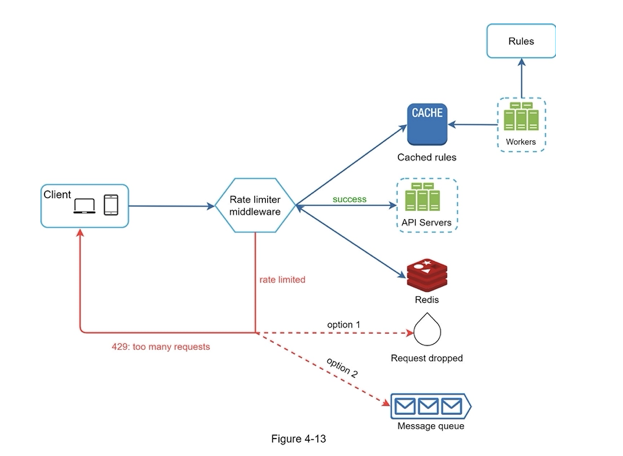 Rules
CACHE
Workers
Cached rules
Client
Rate limiter
middleware
success
API Servers
rate limited
Redis
option 1
429: too many requests
Request dropped
option 2
Message queue
Figure 4-13